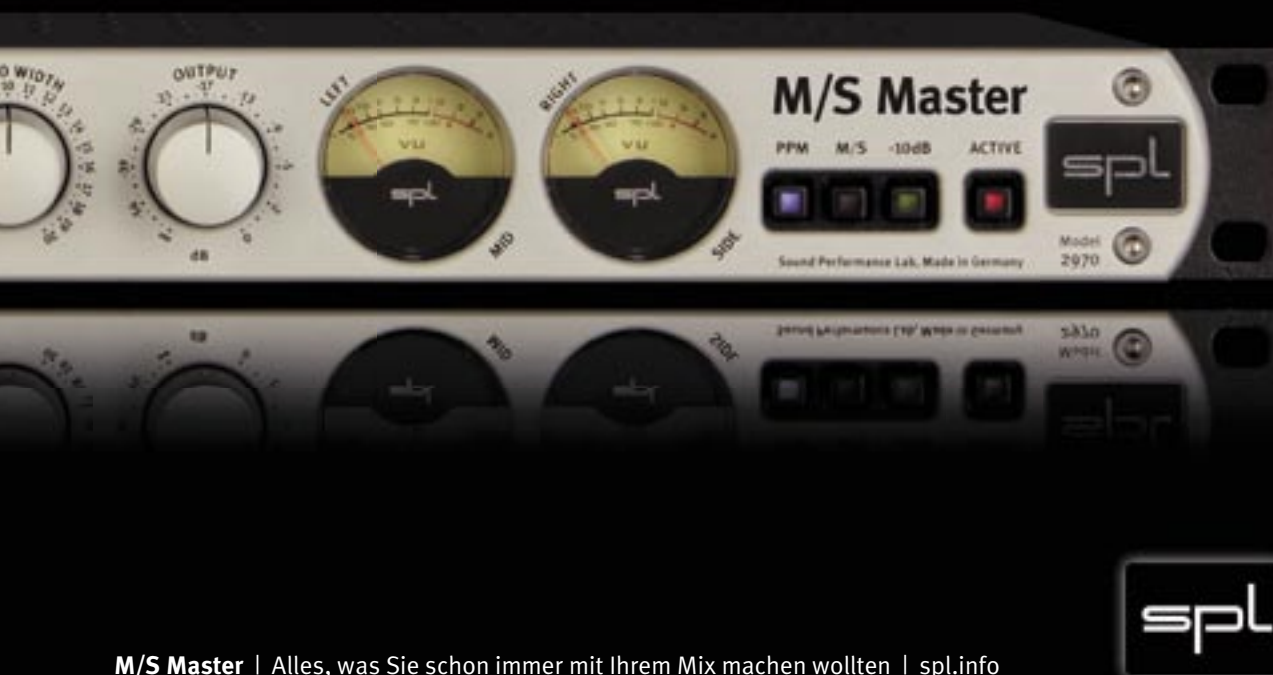 D WIDTH
OUTPUT
dB
LEFT
VU
spl
MID
RIGHT
VU
spl
SIDE
M/S Master
PPM M/S -10dB ACTIVE
spl
Model
2970
Sound Performance Lab, Made in Germany
spl
M/S Master | Alles, was Sie schon immer mit Ihrem Mix machen wollten | spl.info